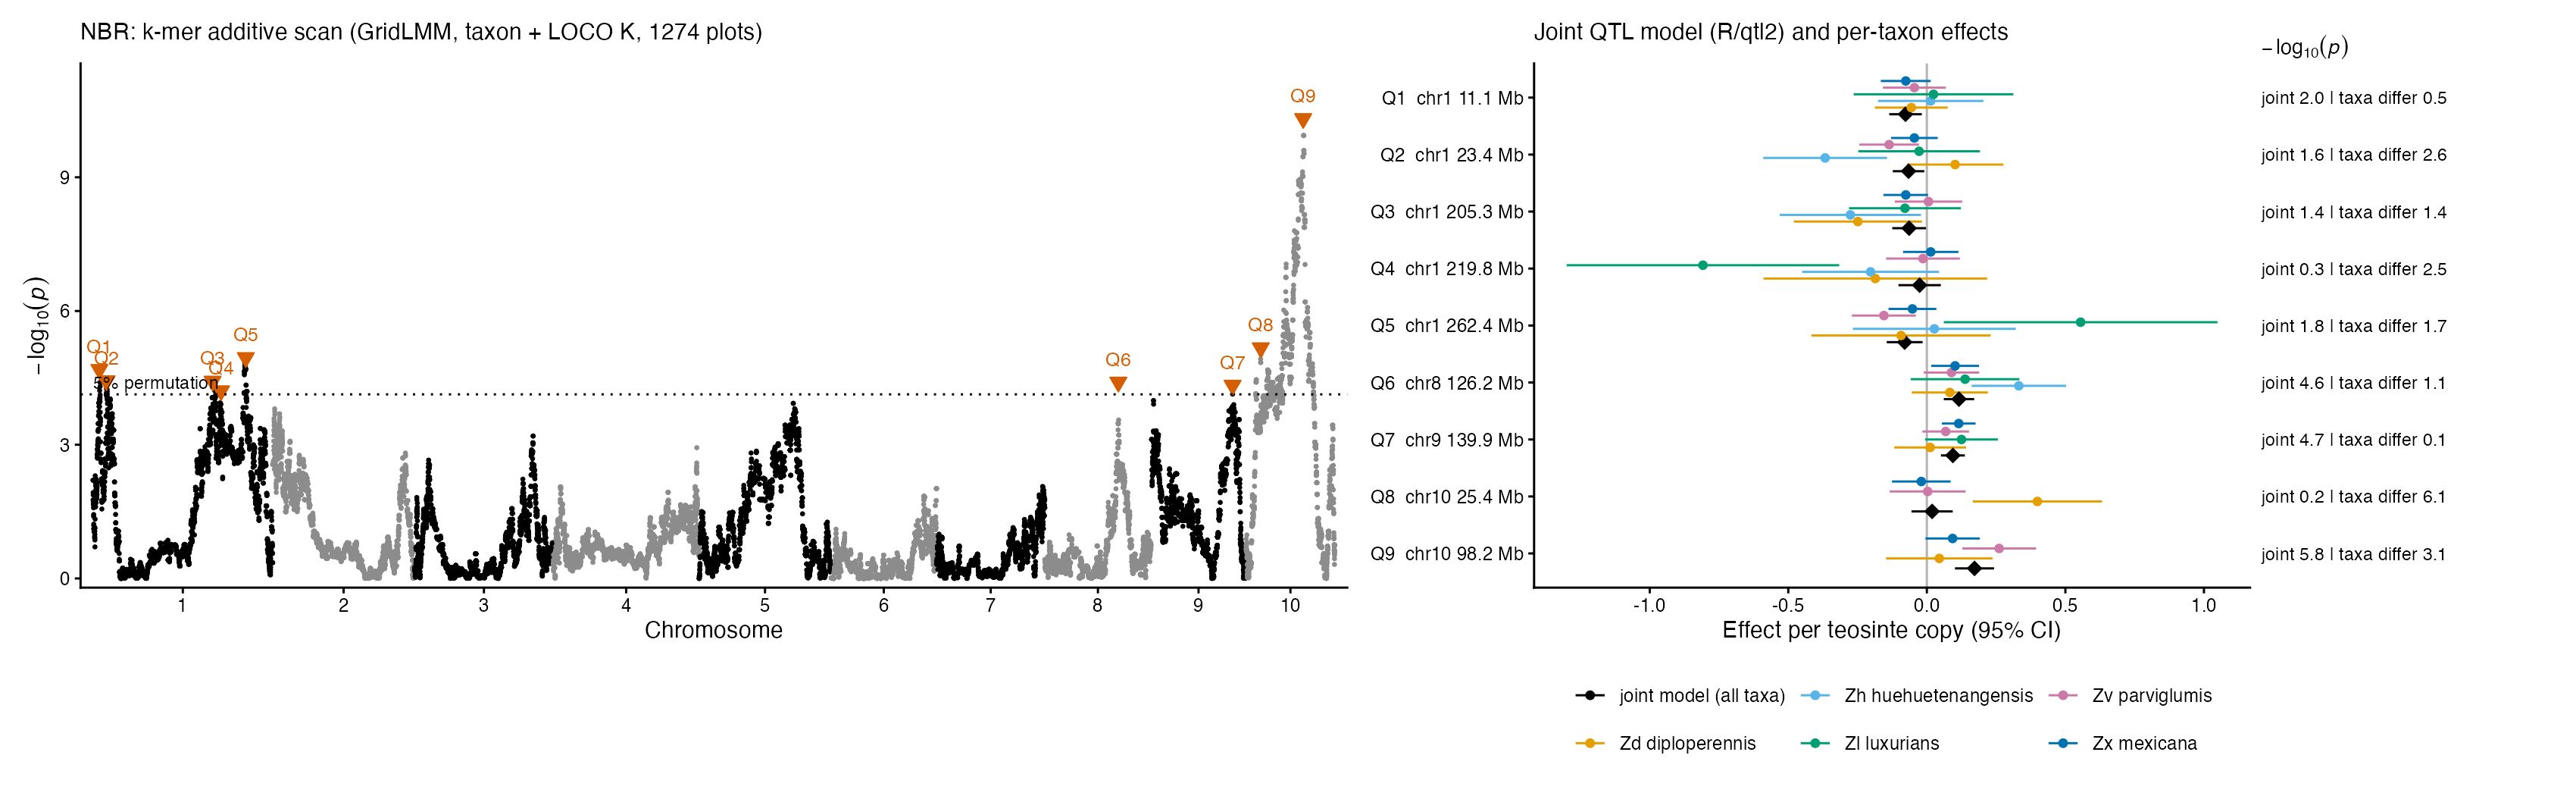 NBR: k-mer additive scan (GridLMM, taxon + LOCO K, 1274 plots)
−log10(p)
9
6
3
0
Q1
Q2
Q3
Q4
Q5
Q6
Q7
Q8
Q9
5% permutation
1 2 3 4 5 6 7 8 9 10
Chromosome
Joint QTL model (R/qtl2) and per-taxon effects
−log10(p)
Q1 chr1 11.1 Mb joint 2.0 | taxa differ 0.5
Q2 chr1 23.4 Mb joint 1.6 | taxa differ 2.6
Q3 chr1 205.3 Mb joint 1.4 | taxa differ 1.4
Q4 chr1 219.8 Mb joint 0.3 | taxa differ 2.5
Q5 chr1 262.4 Mb joint 1.8 | taxa differ 1.7
Q6 chr8 126.2 Mb joint 4.6 | taxa differ 1.1
Q7 chr9 139.9 Mb joint 4.7 | taxa differ 0.1
Q8 chr10 25.4 Mb joint 0.2 | taxa differ 6.1
Q9 chr10 98.2 Mb joint 5.8 | taxa differ 3.1
-1.0 -0.5 0.0 0.5 1.0
Effect per teosinte copy (95% CI)
joint model (all taxa) Zh huehuetenangensis Zv parviglumis
Zd diploperennis Zl luxurians Zx mexicana